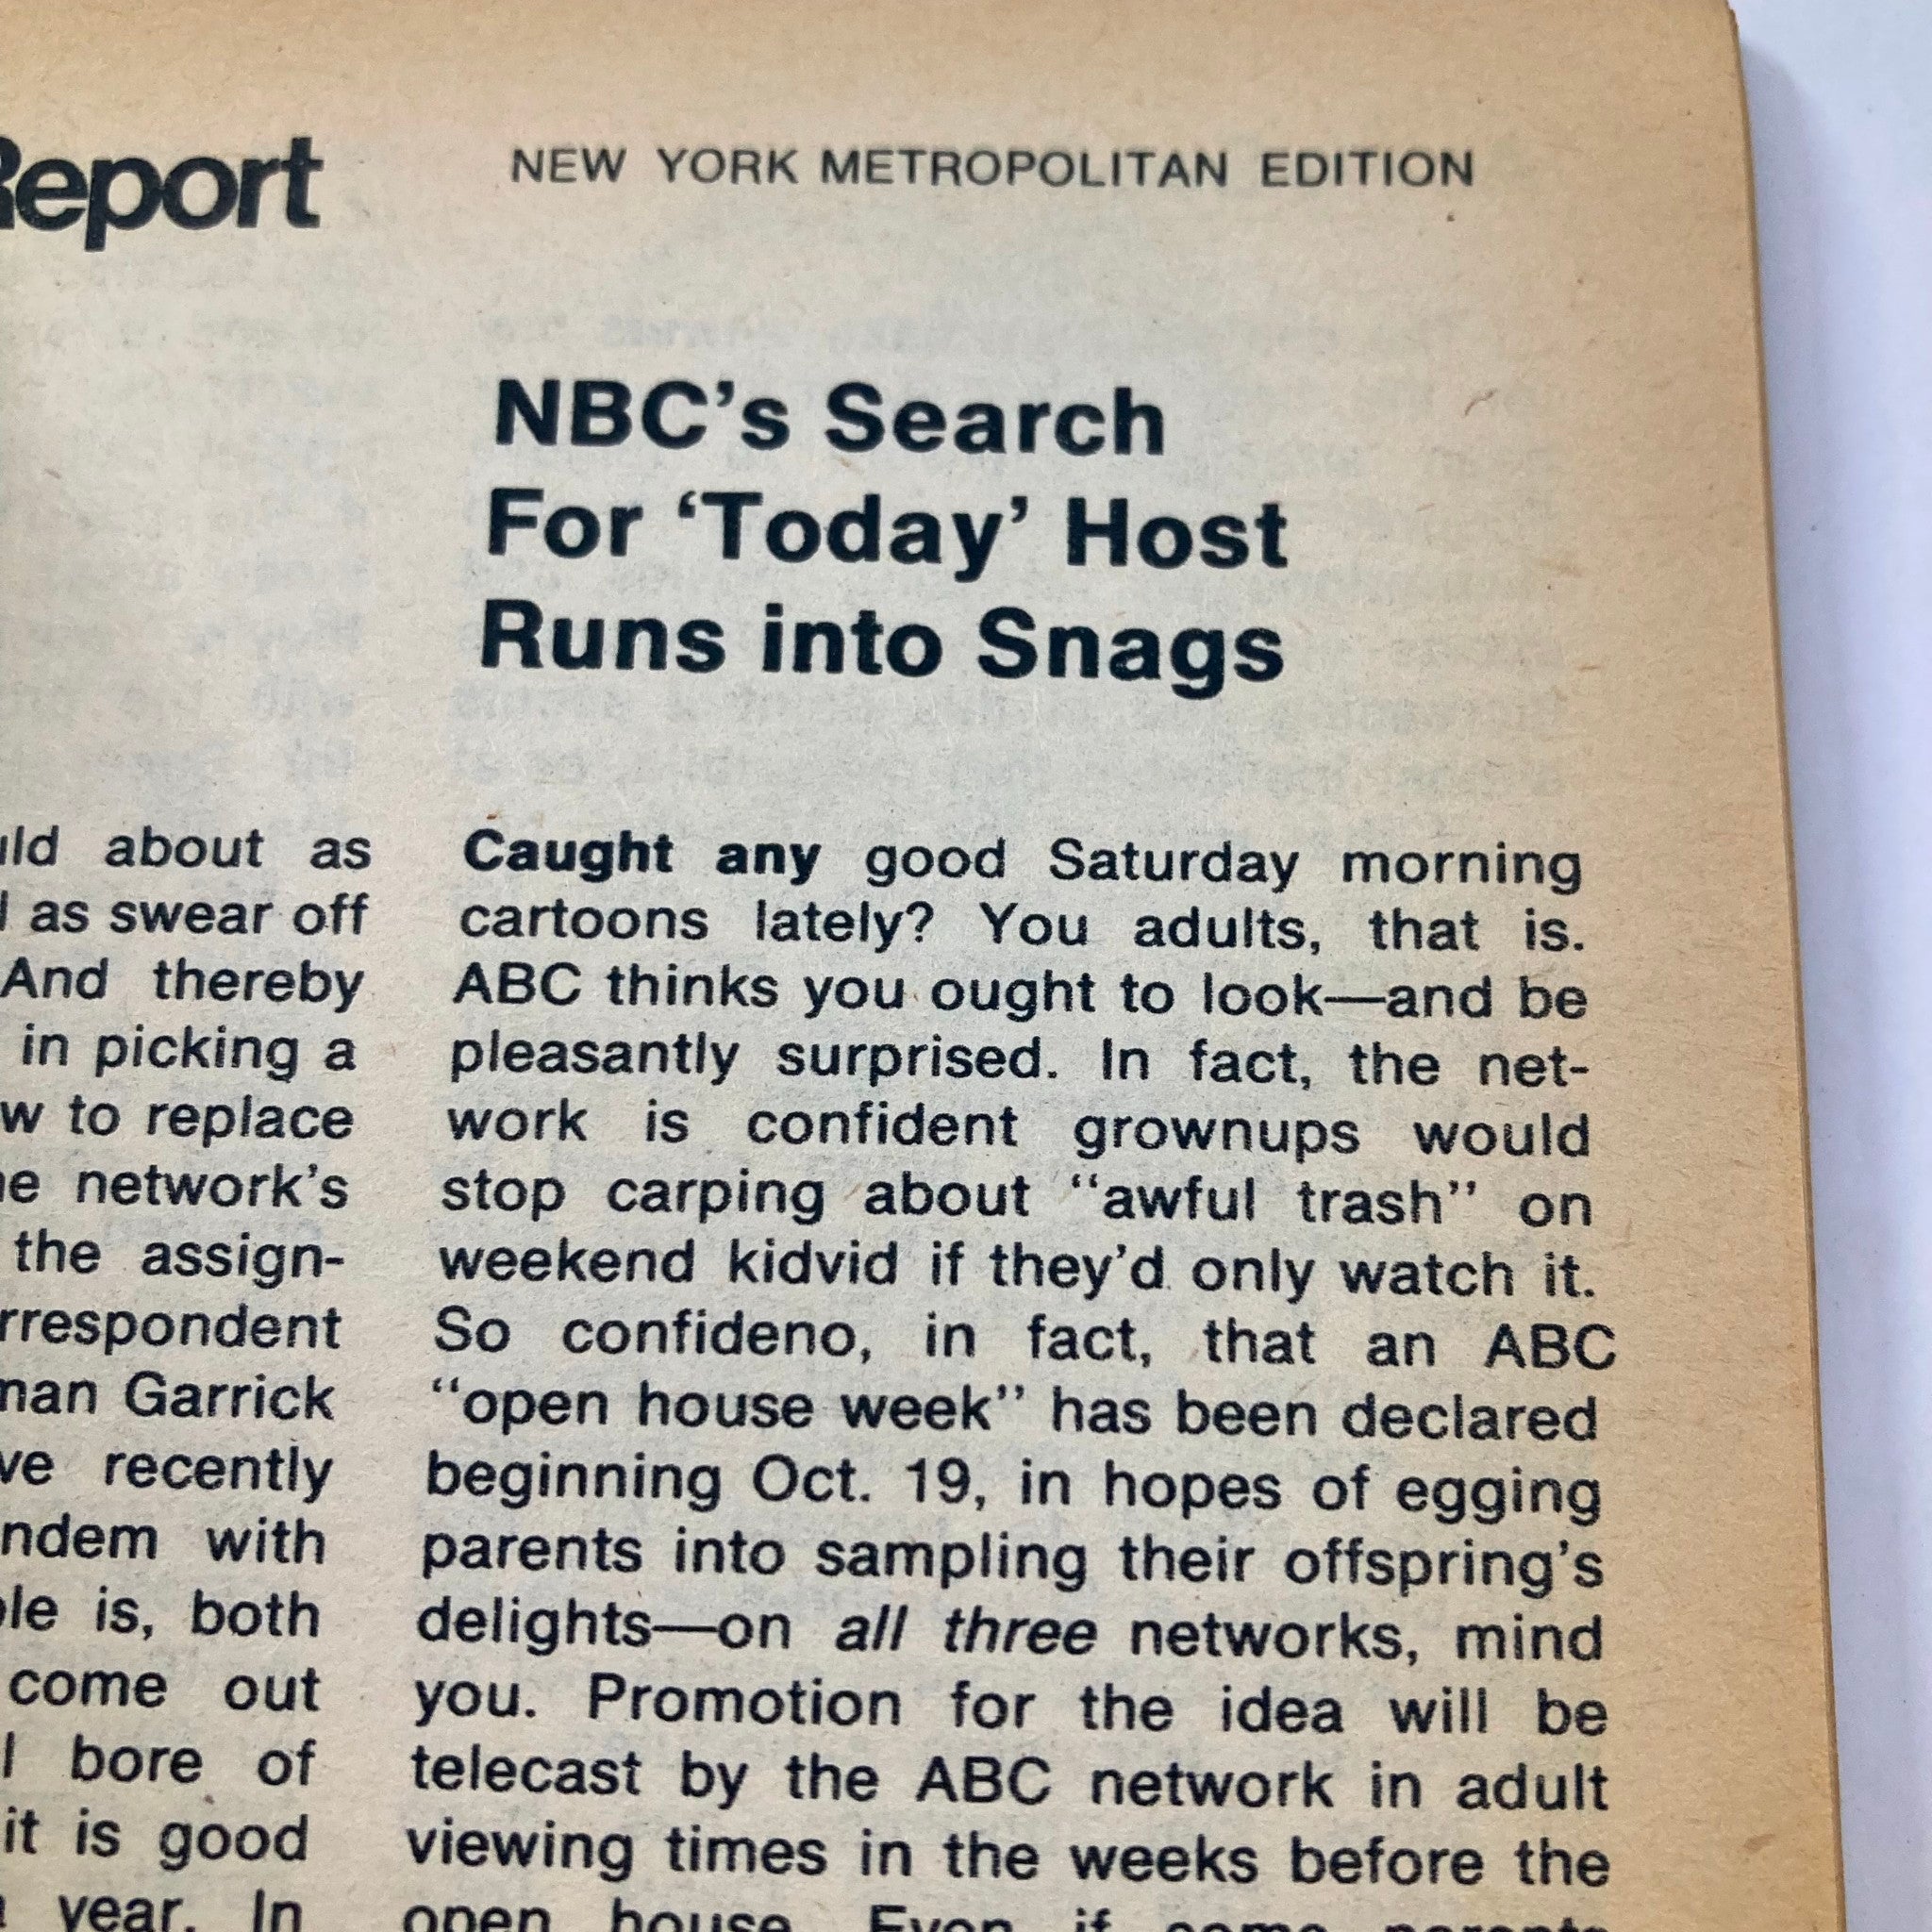 Report
NEW YORK METROPOLITAN EDITION
NBC's Search
For 'Today' Host
Runs into Snags
about as
as swear off
And thereby
in picking a
to replace
network's
the assign-
Garrick
recently
with
is, both
come out
bore of
it is good
year. In
Caught any good Saturday morning
cartoons lately? You adults, that is.
ABC thinks you ought to look—and be
pleasantly surprised. In fact, the net-
work is confident grownups would
stop carping about "awful trash" on
weekend kidvid if they'd only watch it.
So confideno, in fact, that an ABC
"open house week" has been declared
beginning Oct. 19, in hopes of egging
parents into sampling their offspring's
delights—on all three networks, mind
you. Promotion for the idea will be
telecast by the ABC network in adult
viewing times in the weeks before the
open house. Even if some parents